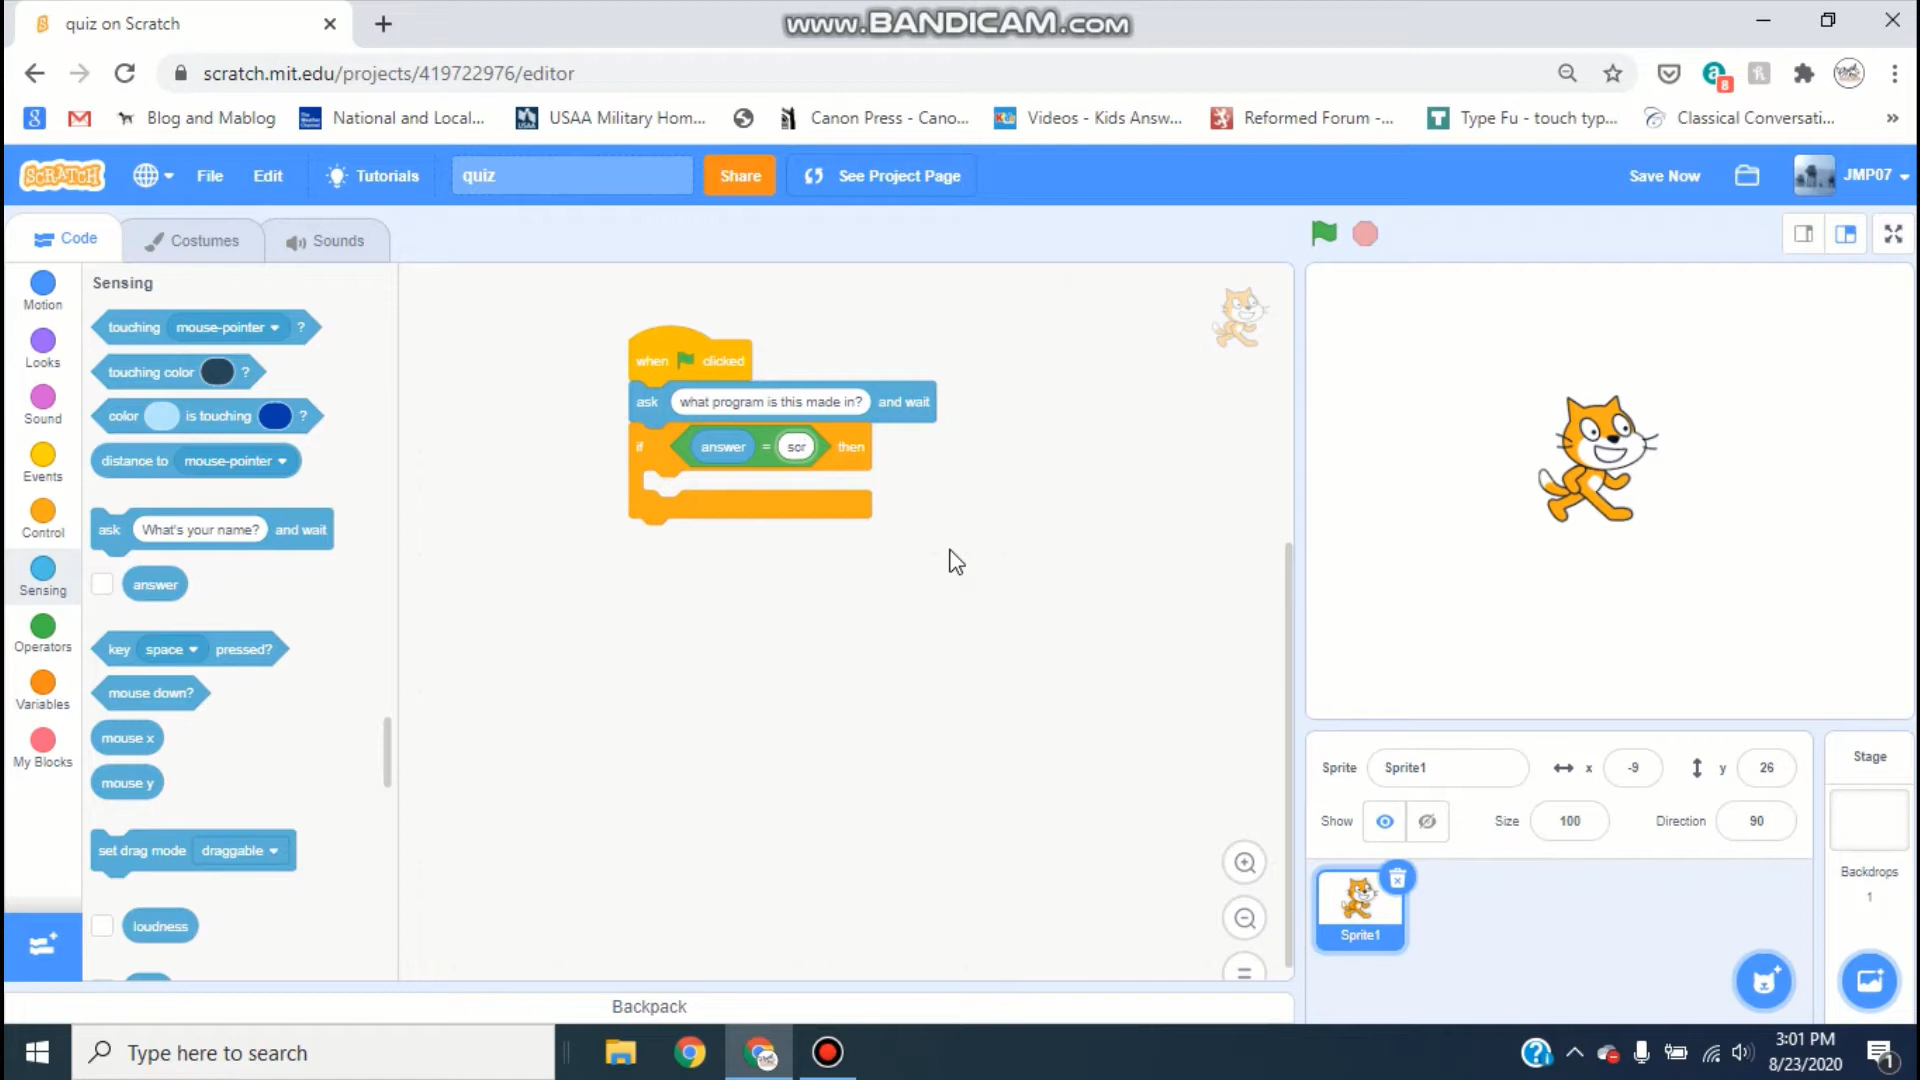 quiz on Scratch
www.BANDICAM.com
scratch.mit.edu/projects/419722976/editor
8
Blog and Mablog
National and Local...
USAA Military Hom...
Canon Press - Cano...
Videos - Kids Answ...
Reformed Forum -...
Type Fu - touch typ...
Classical Conversati...
SCRATCH
File
Edit
Tutorials
quiz
Share
See Project Page
Save Now
JMP07
Code
Costumes
Sounds
Motion
Looks
Sound
Events
Control
Sensing
Operators
Variables
My Blocks
Sensing
touching mouse-pointer ?
touching color ?
color is touching ?
distance to mouse-pointer
ask What's your name? and wait
answer
key space pressed?
mouse down?
mouse x
mouse y
set drag mode draggable
loudness
when clicked
ask what program is this made in? and wait
if answer = scr then
Backpack
Sprite Sprite1 x -9 y 26
Show Size 100 Direction 90
Sprite1
Stage
Backdrops
1
Type here to search
3:01 PM
8/23/2020
1